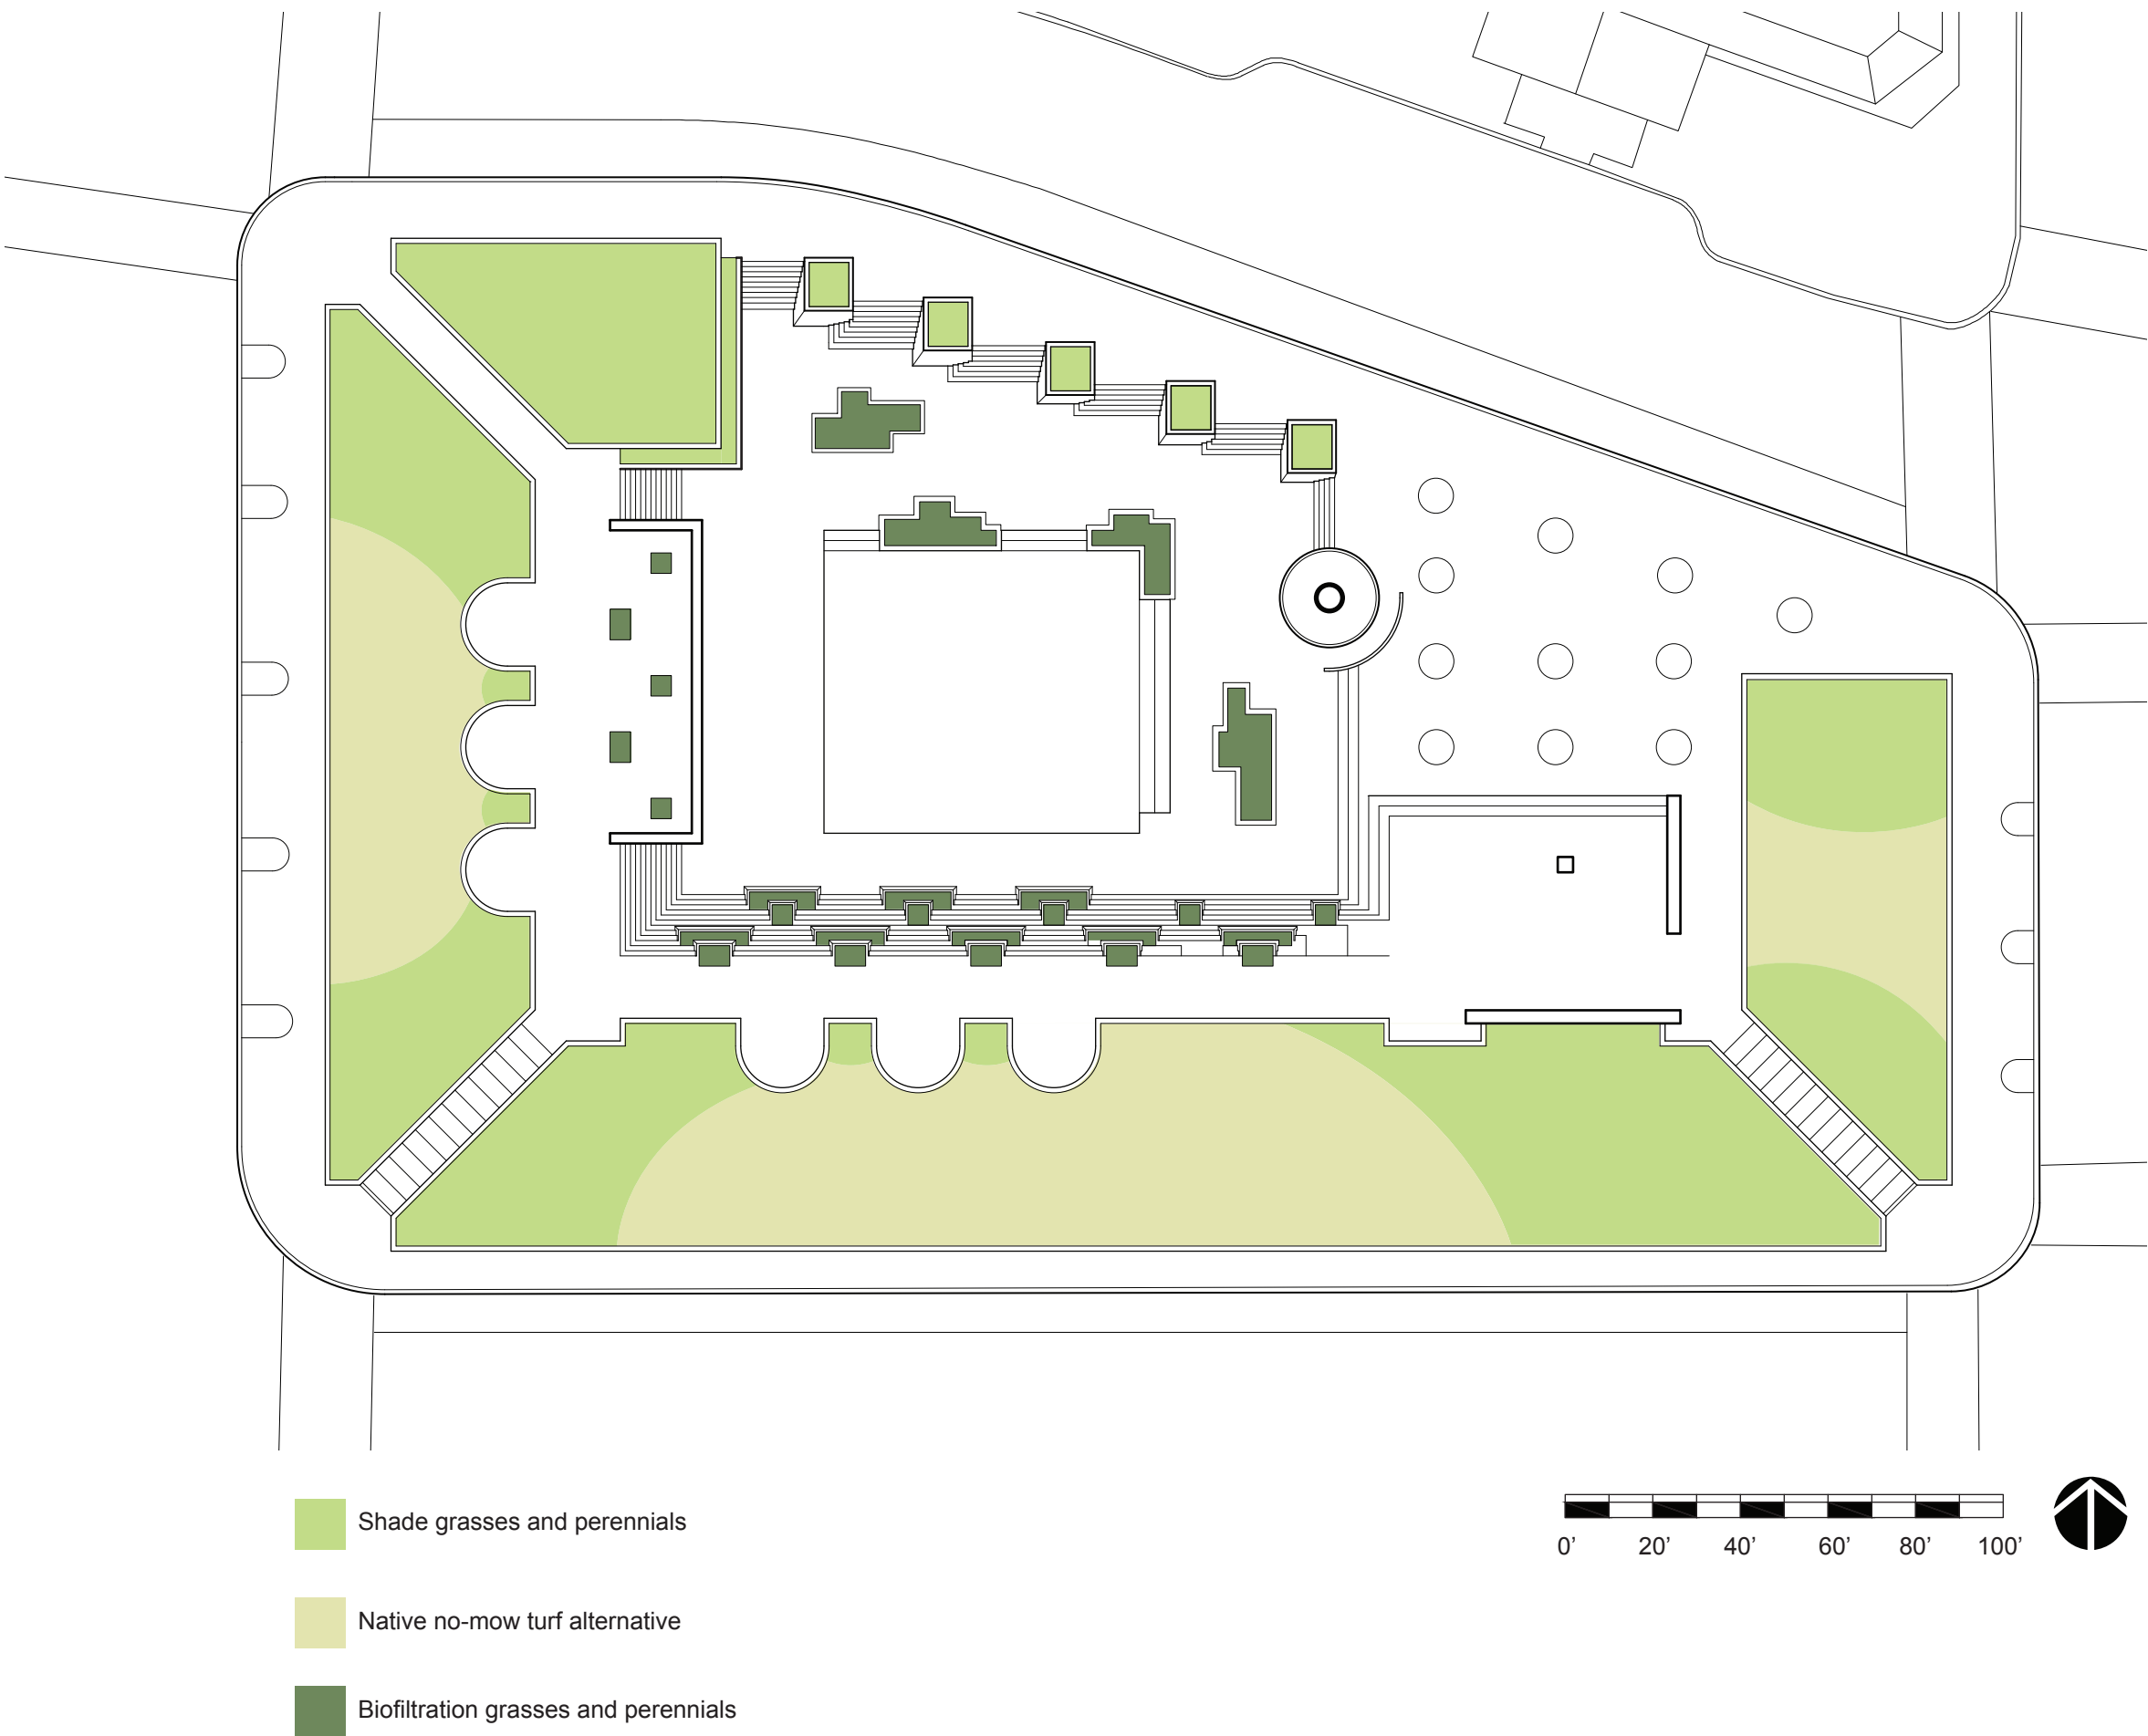 Shade grasses and perennials
0’ 20’ 40’ 60’ 80’ 100’
Native no-mow turf alternative
Biofiltration grasses and perennials